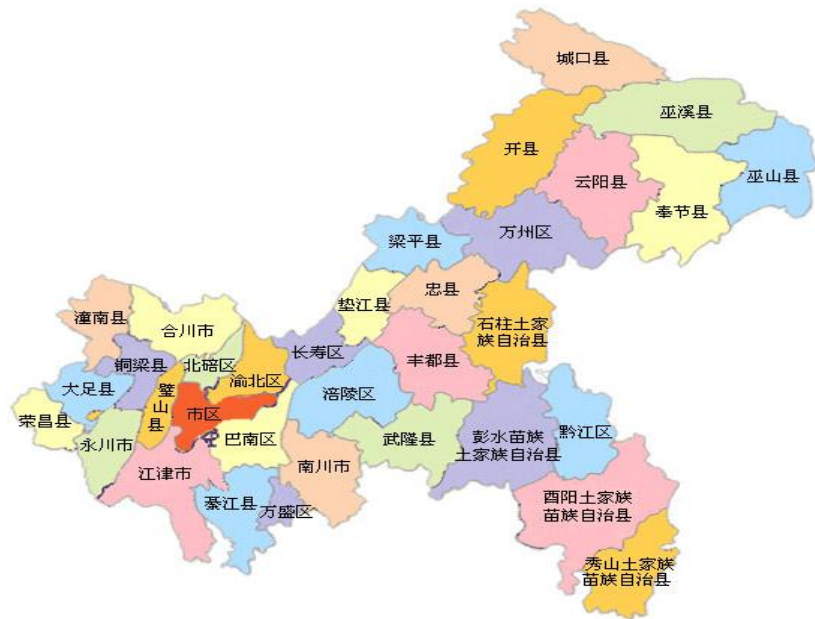 城口县
巫溪县
开县
云阳县
巫山县
奉节县
万州区
梁平县
忠县
垫江县
石柱土家
族自治县
潼南县
合川市
长寿区
丰都县
铜梁县
北碚区
渝北区
大足县
璧山县
涪陵区
荣昌县
市区
永川市
巴南区
武隆县
彭水苗族
土家族自治县
黔江区
江津市
南川市
綦江县
万盛区
酉阳土家族
苗族自治县
秀山土家族
苗族自治县